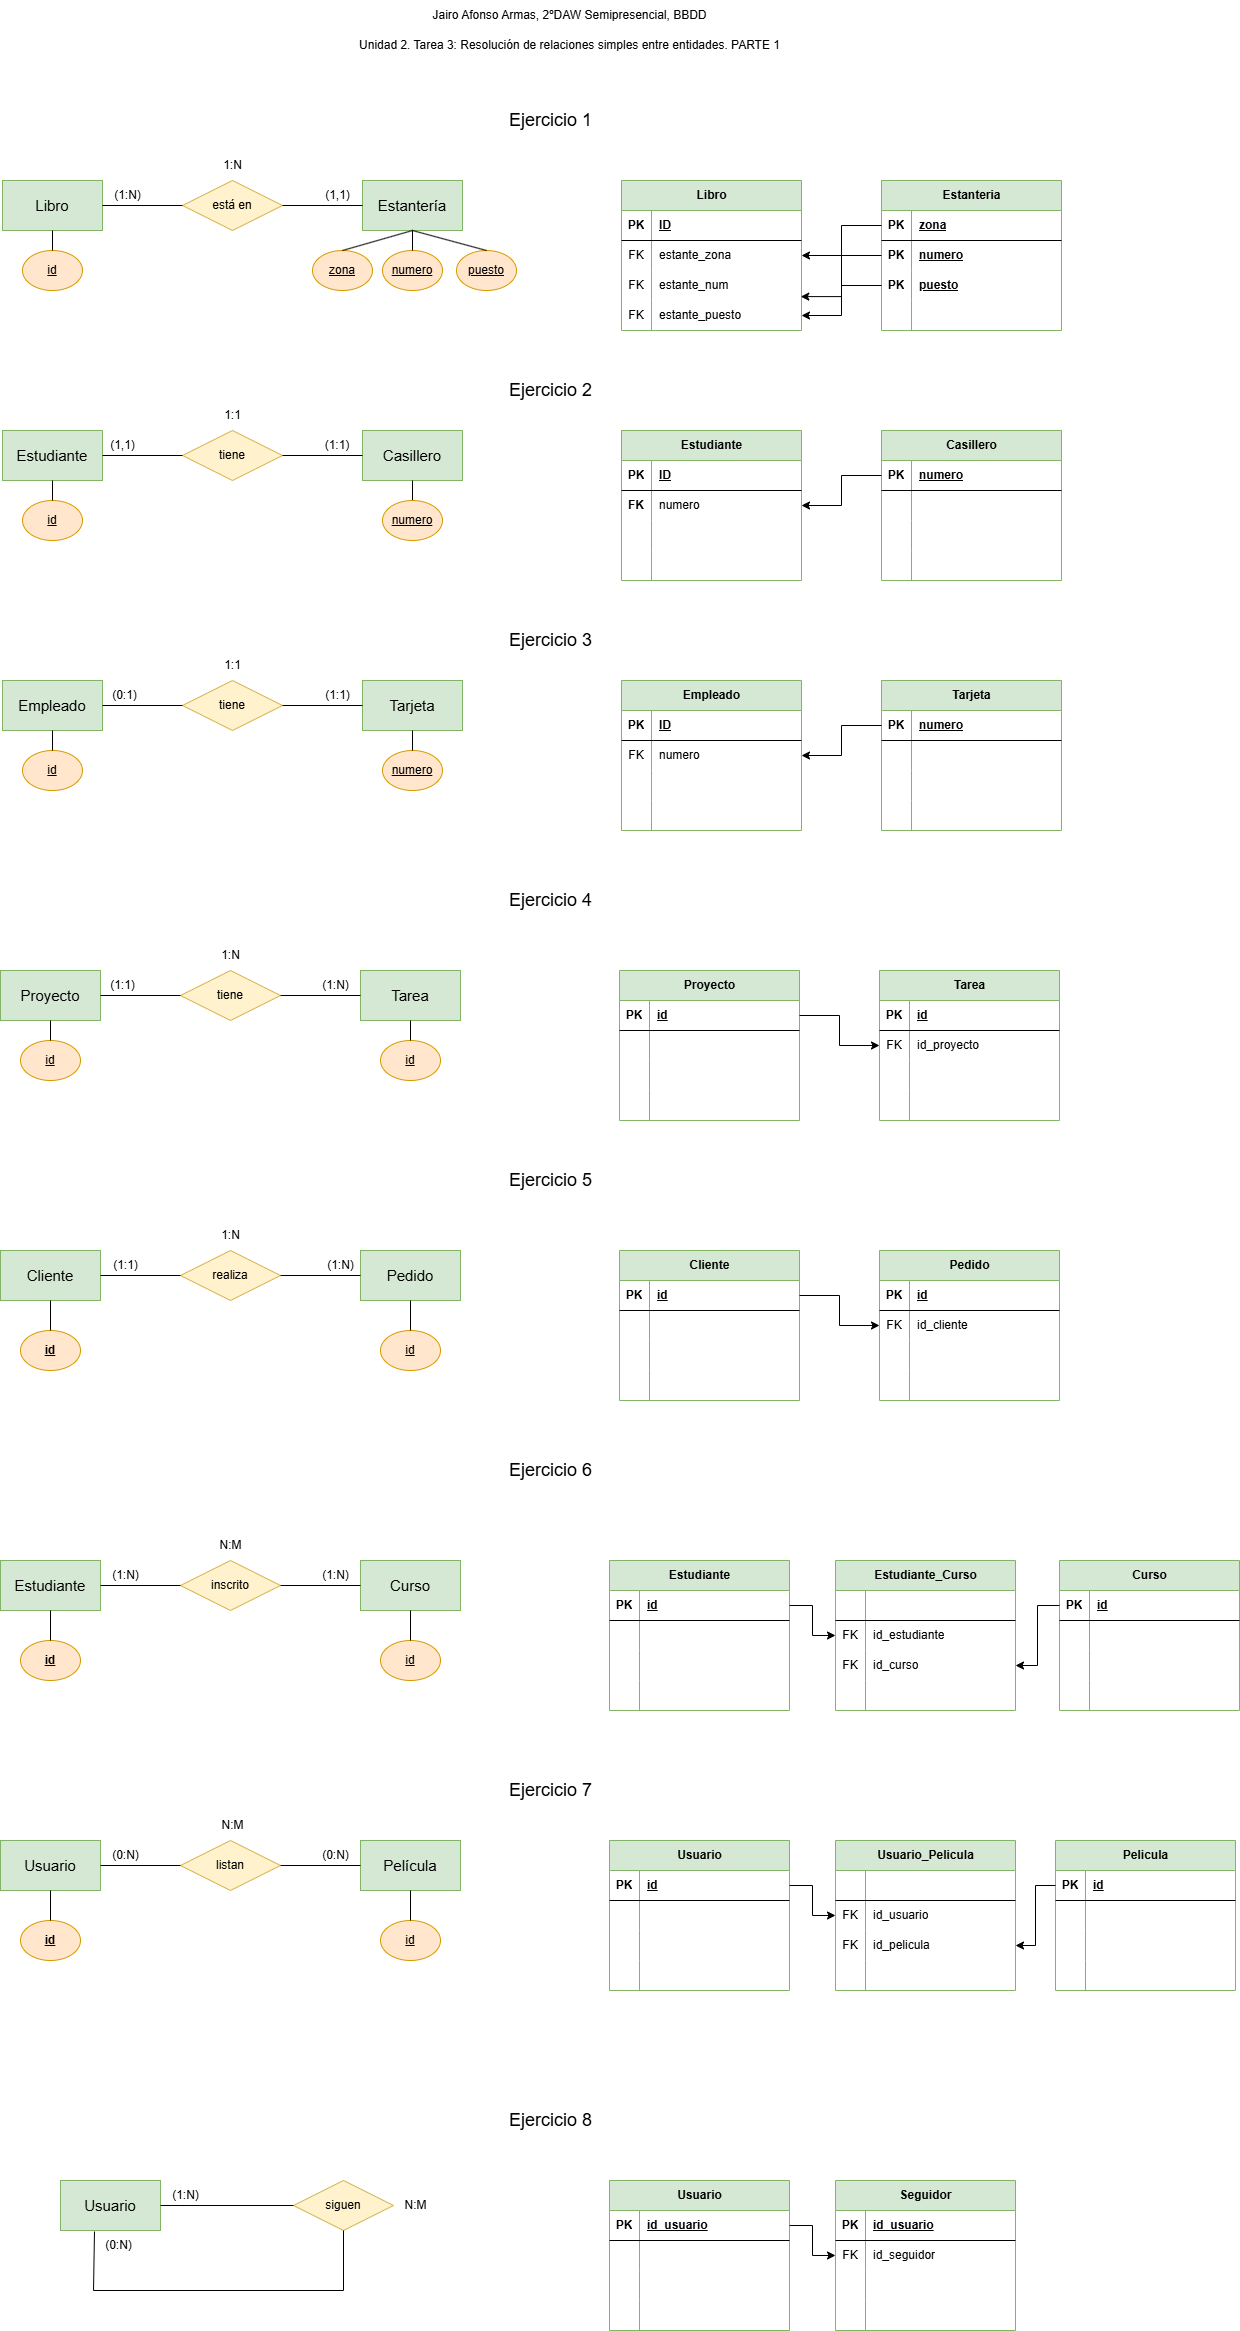 Jairo Afonso Armas, 2ºDAW Semipresencial, BBDD
Unidad 2. Tarea 3: Resolución de relaciones simples entre entidades. PARTE 1
Ejercicio 1
1:N
Libro
(1:N)
está en
(1,1)
Estantería
id
zona
numero
puesto
Libro
PK ID
FK estante_zona
FK estante_num
FK estante_puesto
Estanteria
PK zona
PK numero
PK puesto
Ejercicio 2
1:1
Estudiante
(1,1)
tiene
(1:1)
Casillero
id
numero
Estudiante
PK ID
FK numero
Casillero
PK numero
Ejercicio 3
1:1
Empleado
(0:1)
tiene
(1:1)
Tarjeta
id
numero
Empleado
PK ID
FK numero
Tarjeta
PK numero
Ejercicio 4
1:N
Proyecto
(1:1)
tiene
(1:N)
Tarea
id
id
Proyecto
PK id
Tarea
PK id
FK id_proyecto
Ejercicio 5
1:N
Cliente
(1:1)
realiza
(1:N)
Pedido
id
id
Cliente
PK id
Pedido
PK id
FK id_cliente
Ejercicio 6
N:M
Estudiante
(1:N)
inscrito
(1:N)
Curso
id
id
Estudiante
PK id
Estudiante_Curso
FK id_estudiante
FK id_curso
Curso
PK id
Ejercicio 7
N:M
Usuario
(0:N)
listan
(0:N)
Película
id
id
Usuario
PK id
Usuario_Pelicula
FK id_usuario
FK id_pelicula
Pelicula
PK id
Ejercicio 8
Usuario
(1:N)
siguen
N:M
(0:N)
Usuario
PK id_usuario
Seguidor
PK id_usuario
FK id_seguidor